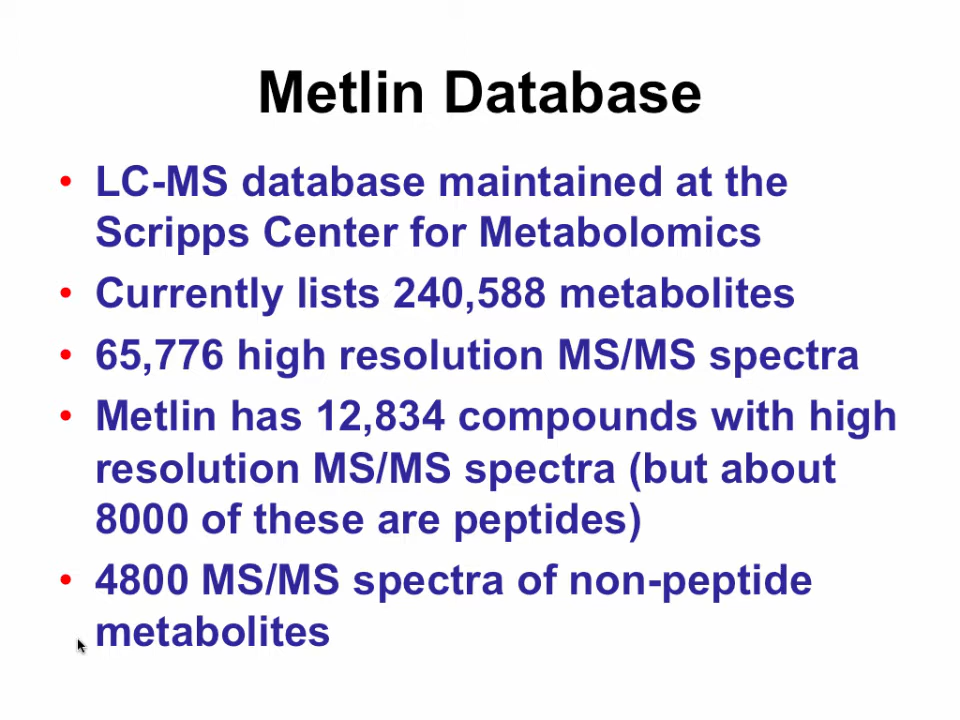 Metlin Database
• LC-MS database maintained at the
Scripps Center for Metabolomics
• Currently lists 240,588 metabolites
• 65,776 high resolution MS/MS spectra
• Metlin has 12,834 compounds with high
resolution MS/MS spectra (but about
8000 of these are peptides)
• 4800 MS/MS spectra of non-peptide
metabolites